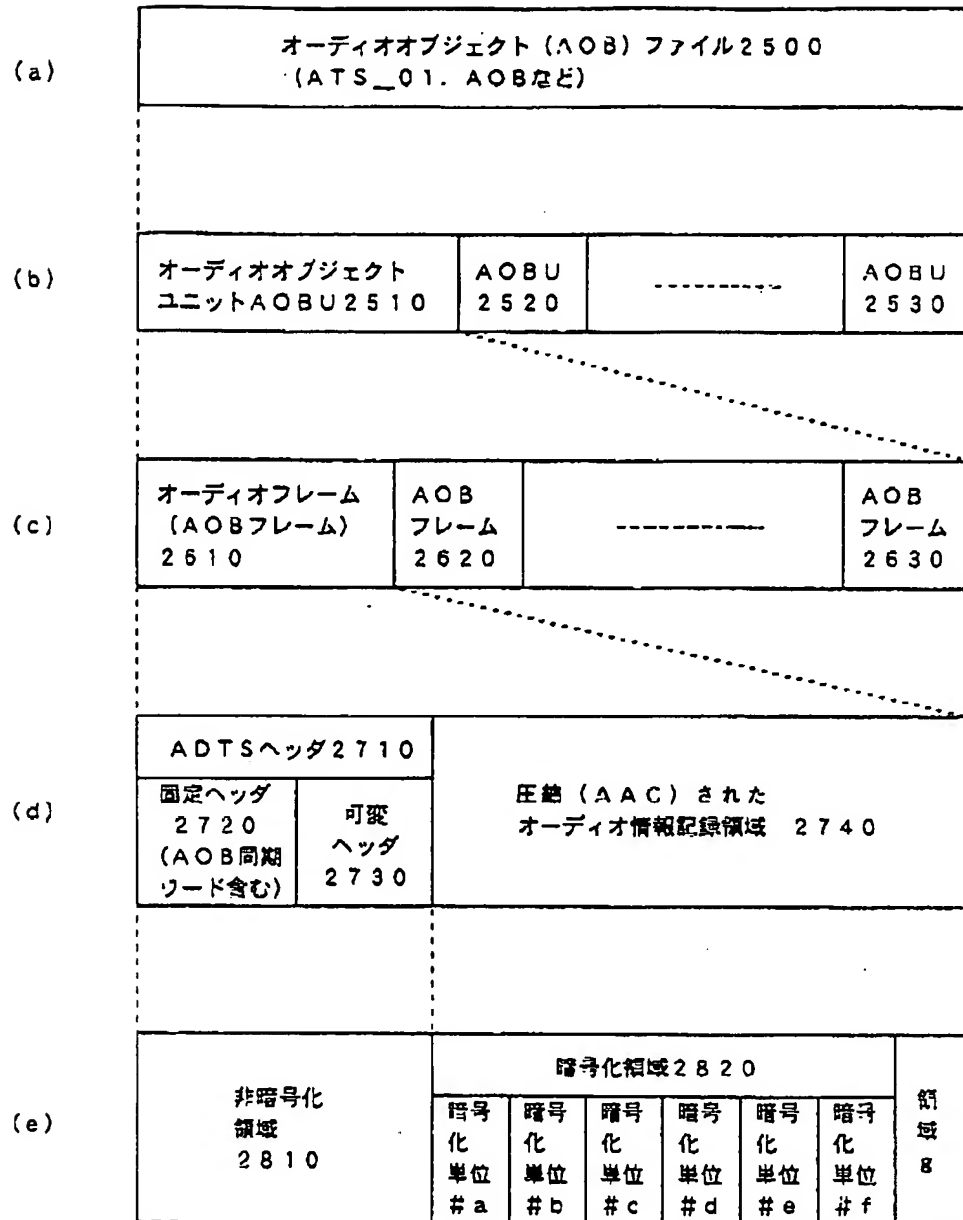 (a)
オーディオオブジェクト(AOB)ファイル2500
(ATS_01.AOBなど)
(b)
オーディオオブジェクト
ユニットAOBU2510
AOBU
2520
AOBU
2530
(c)
オーディオフレーム
(AOBフレーム)
2610
AOB
フレーム
2620
AOB
フレーム
2630
(d)
ADTSヘッダ2710
固定ヘッダ
2720
(AOB同期
ワード含む)
可変
ヘッダ
2730
圧縮(AAC)された
オーディオ情報記録領域 2740
(e)
非暗号化
領域
2810
暗号化領域2820
暗号
化
単位
#a
暗号
化
単位
#b
暗号
化
単位
#c
暗号
化
単位
#d
暗号
化
単位
#e
暗号
化
単位
#f
領
域
g